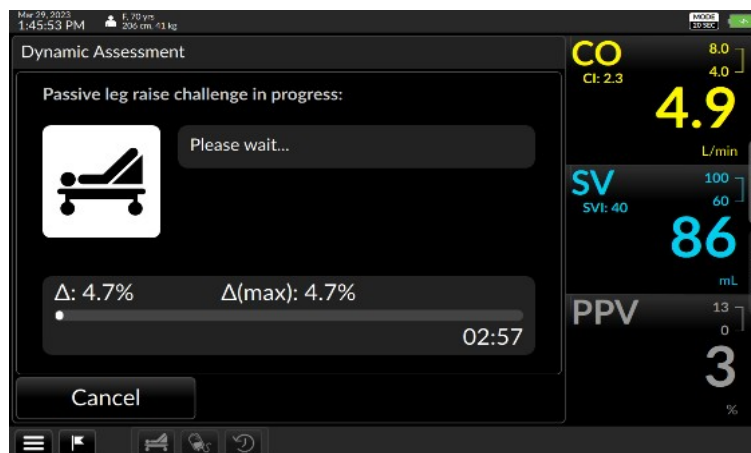 Mar 29, 2023
1:45:53 PM
F, 70 yrs
206 cm, 41 kg
MODE
20 SEC
Dynamic Assessment
Passive leg raise challenge in progress:
Please wait...
Δ: 4.7% Δ(max): 4.7%
02:57
Cancel
CO
CI: 2.3
8.0
4.0
4.9
L/min
SV
SVI: 40
100
60
86
mL
PPV
13
0
3
%